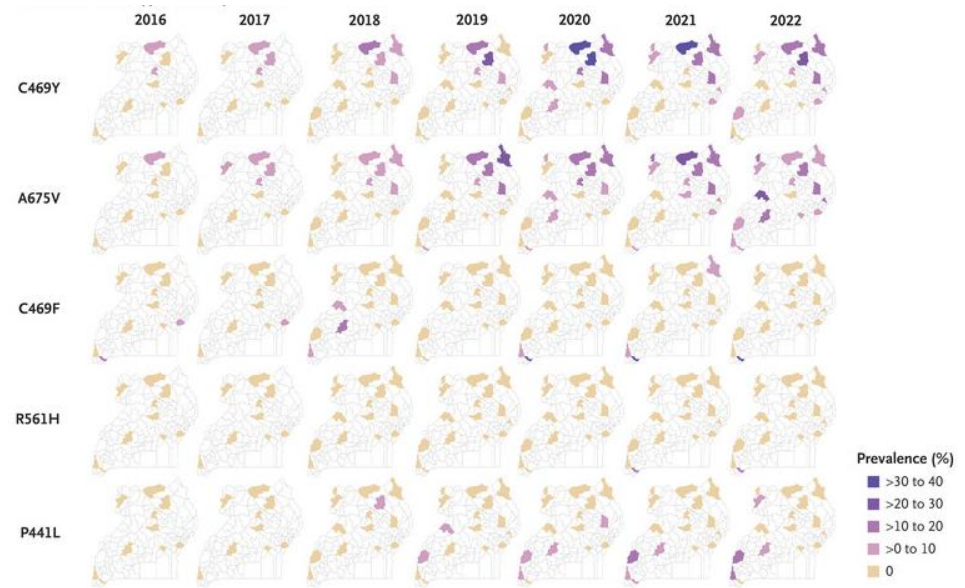 2016 2017 2018 2019 2020 2021 2022
C469Y
A675V
C469F
R561H
P441L
Prevalence (%)
>30 to 40
>20 to 30
>10 to 20
>0 to 10
0